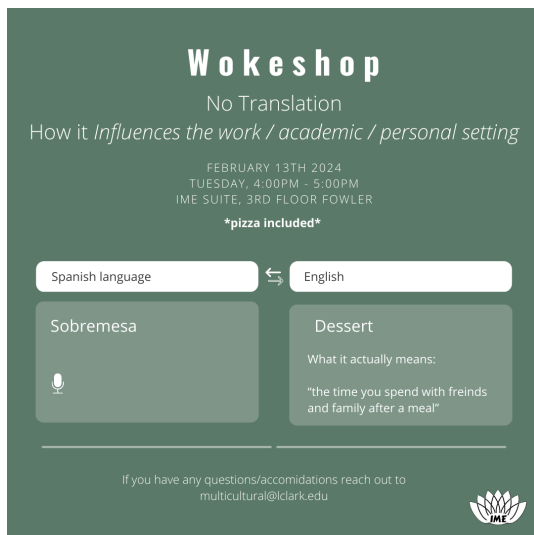 Wokeshop
No Translation
How it Influences the work / academic / personal setting
FEBRUARY 13TH 2024
TUESDAY, 4:00PM - 5:00PM
IME SUITE, 3RD FLOOR FOWLER
*pizza included*
Spanish language
English
Sobremesa
Dessert
What it actually means:
“the time you spend with freinds
and family after a meal”
If you have any questions/accomidations reach out to
multicultural@lclark.edu
IME